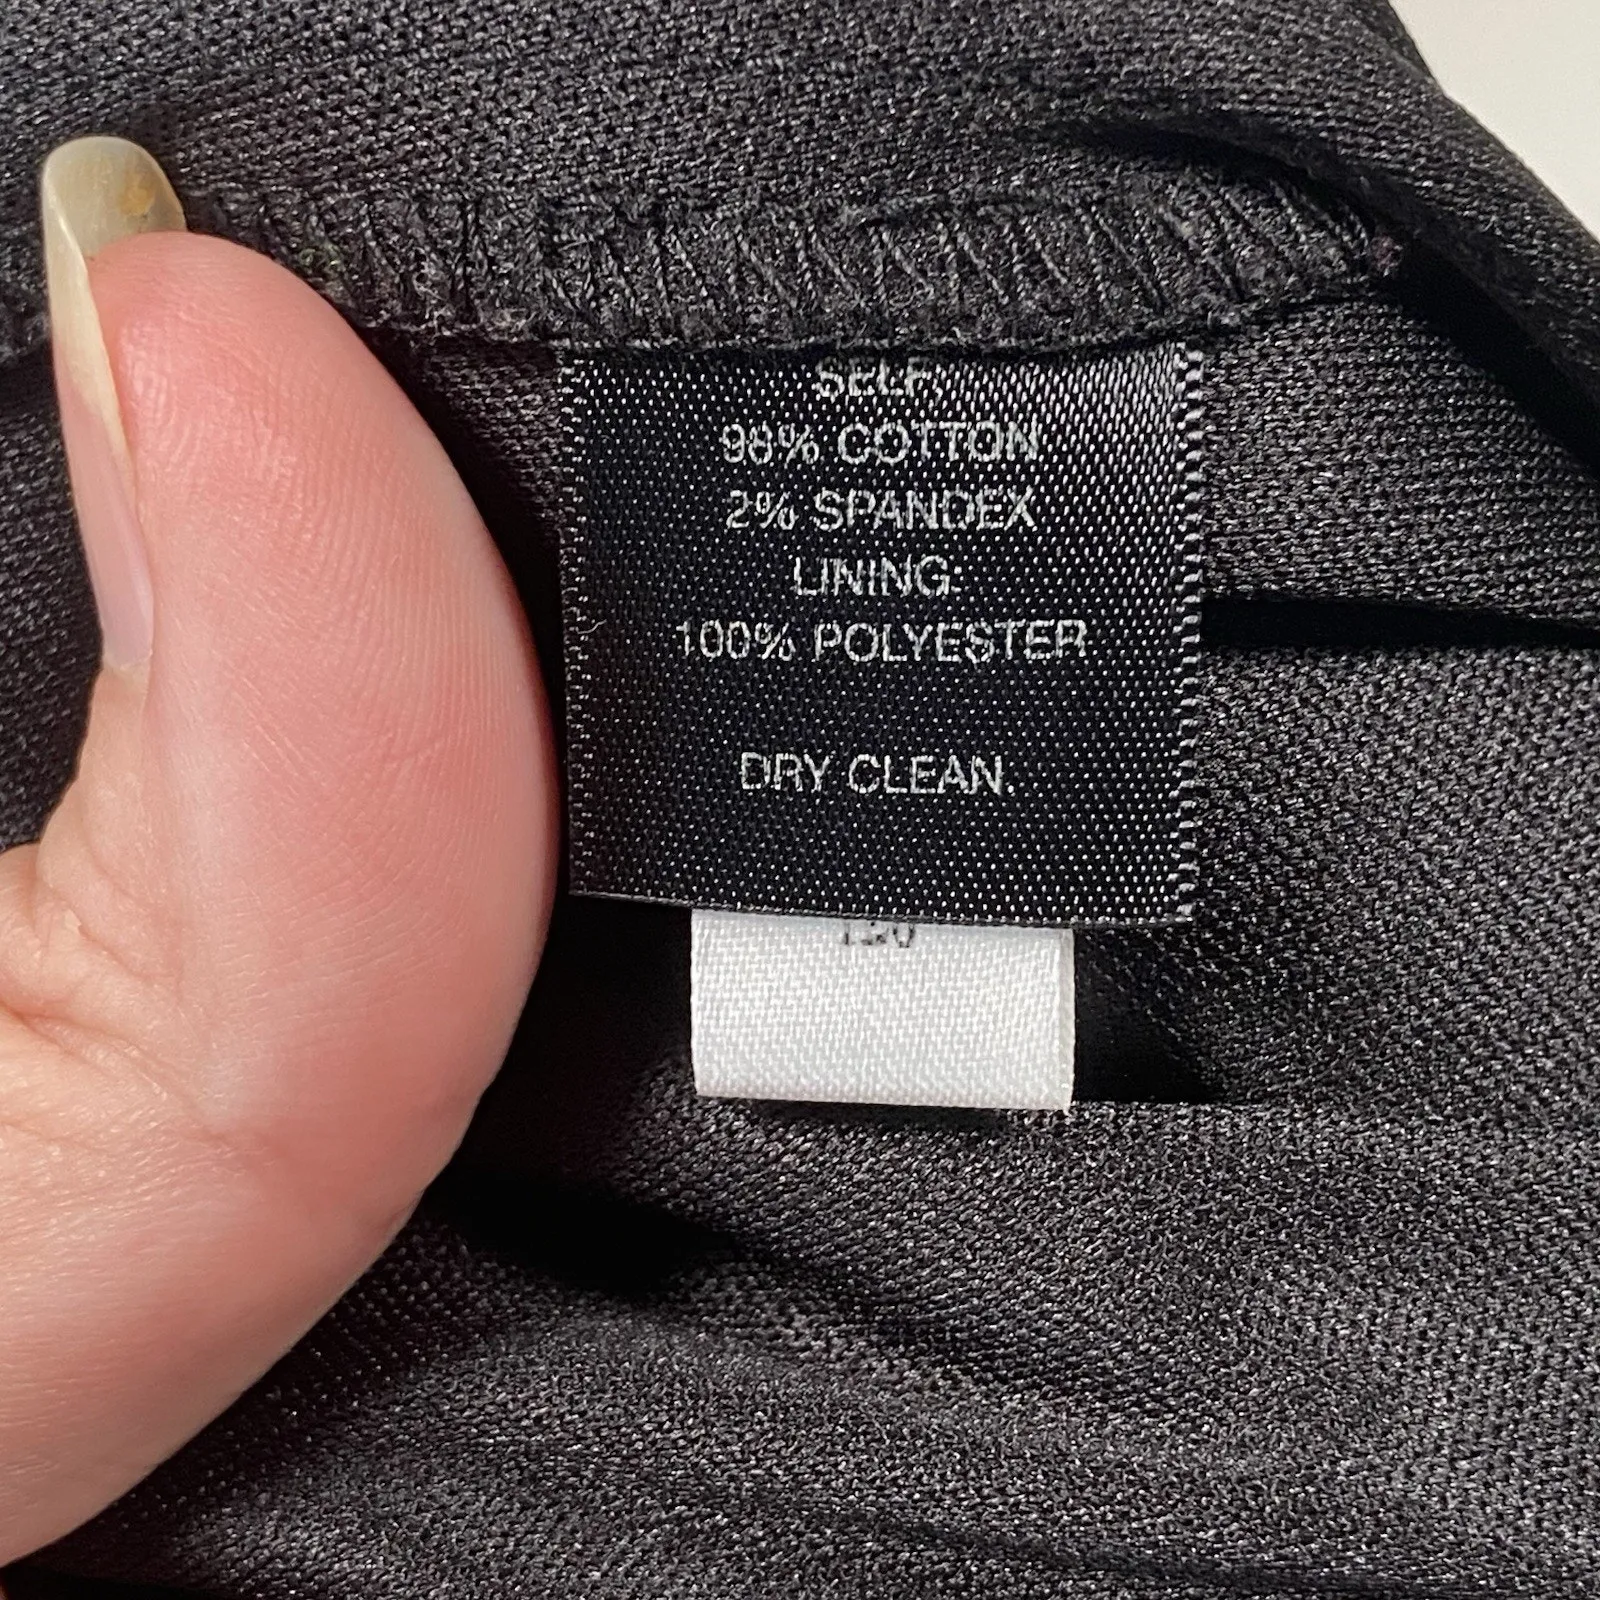 SELF:
98% COTTON
2% SPANDEX
LINING:
100% POLYESTER
DRY CLEAN.